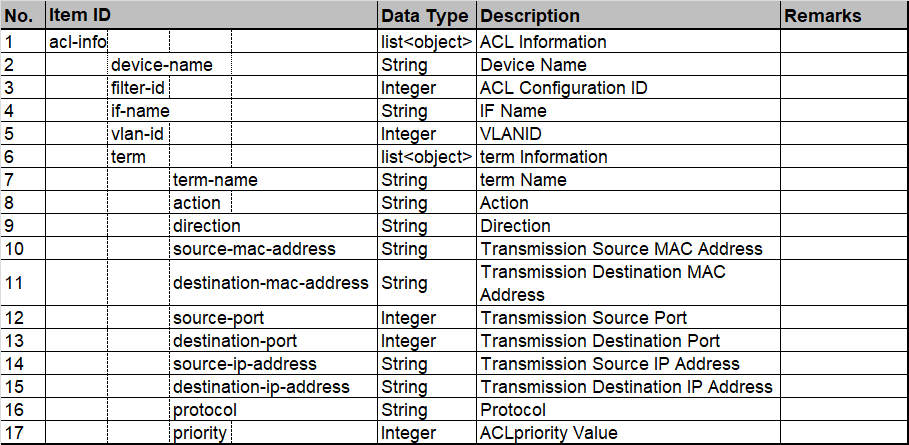 No. Item ID Data Type Description Remarks
1 acl-info list<object> ACL Information
2 device-name String Device Name
3 filter-id Integer ACL Configuration ID
4 if-name String IF Name
5 vlan-id Integer VLANID
6 term list<object> term Information
7 term-name String term Name
8 action String Action
9 direction String Direction
10 source-mac-address String Transmission Source MAC Address
11 destination-mac-address String Transmission Destination MAC
Address
12 source-port Integer Transmission Source Port
13 destination-port Integer Transmission Destination Port
14 source-ip-address String Transmission Source IP Address
15 destination-ip-address String Transmission Destination IP Address
16 protocol String Protocol
17 priority Integer ACLpriority Value